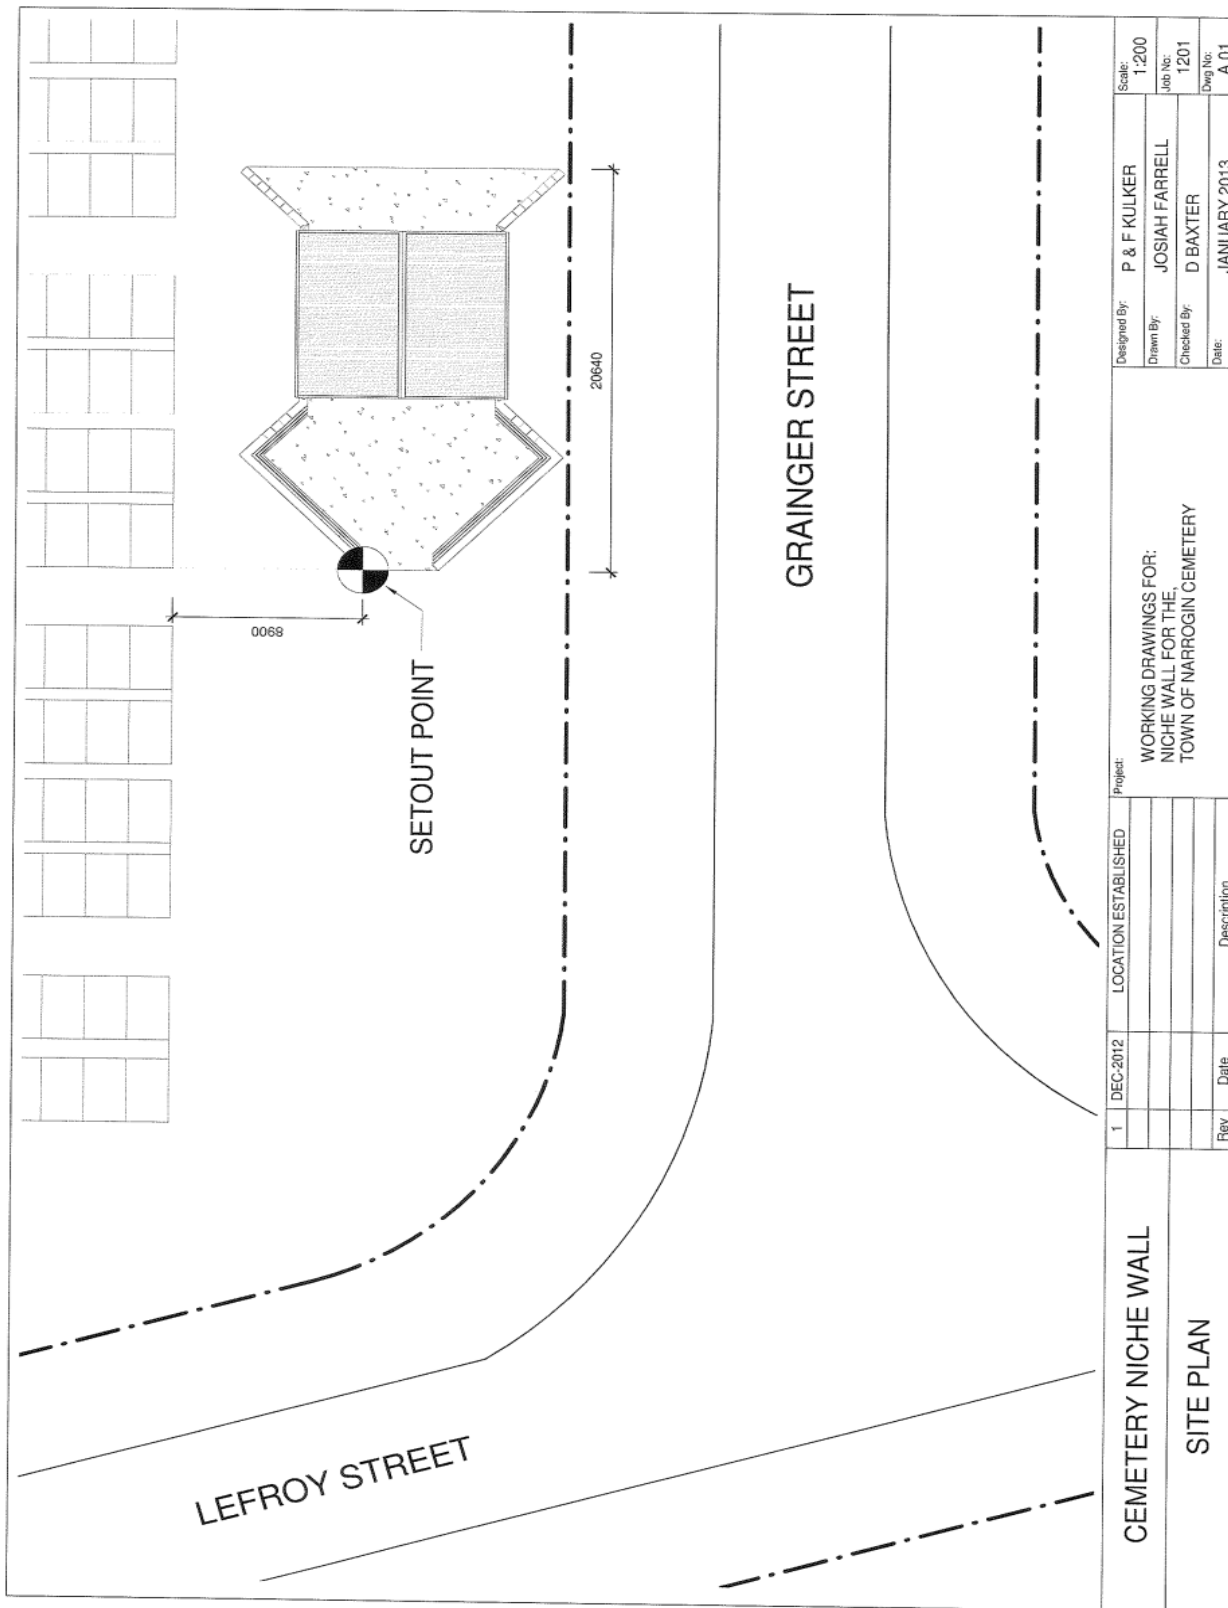 20640
8900
SETOUT POINT
GRAINGER STREET
LEFROY STREET
CEMETERY NICHE WALL
SITE PLAN
1 DEC-2012 LOCATION ESTABLISHED
Rev Date Description
Project:
WORKING DRAWINGS FOR:
NICHE WALL FOR THE,
TOWN OF NARROGIN CEMETERY
Designed By: P & F KULKER
Drawn By: JOSIAH FARRELL
Checked By: D BAXTER
Date: JANUARY 2013
Scale: 1:200
Job No: 1201
Dwg No: A.01